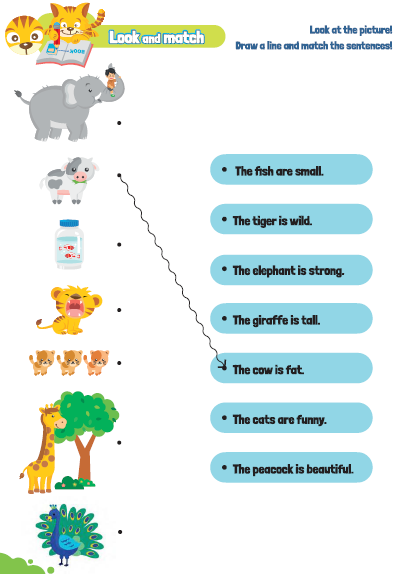 Look and match
Look at the picture!
Draw a line and match the sentences!
The fish are small.
The tiger is wild.
The elephant is strong.
The giraffe is tall.
The cow is fat.
The cats are funny.
The peacock is beautiful.